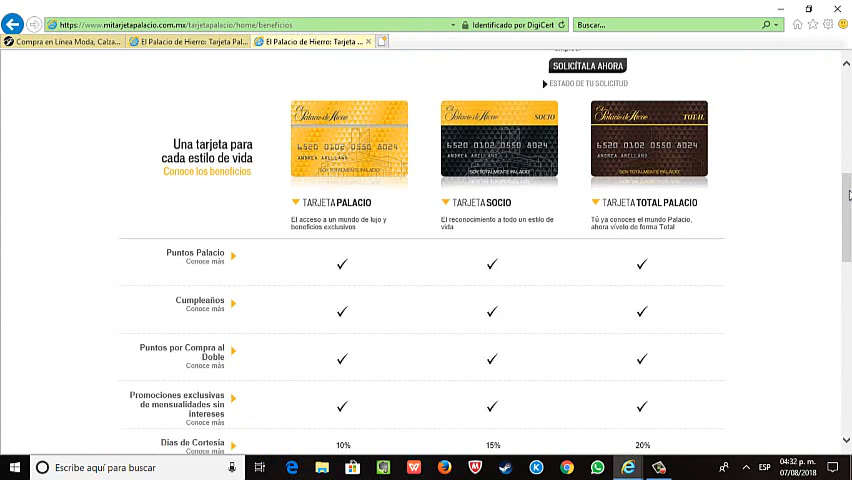 https://www.mitarjetapalacio.com.mx/tarjetapalacio/home/beneficios
Identificado por DigiCert
Buscar...
Compra en Línea Moda, Calza...
El Palacio de Hierro: Tarjeta Pal...
El Palacio de Hierro: Tarjeta ...
SOLICÍTALA AHORA
ESTADO DE TU SOLICITUD
Una tarjeta para
cada estilo de vida
Conoce los beneficios
El Palacio de Hierro
6520 0102 0550 8024
ANDREA ARELLANO
SOY TOTALMENTE PALACIO
El Palacio de Hierro SOCIO
6520 0102 0550 8024
ANDREA ARELLANO
SOY TOTALMENTE PALACIO
El Palacio de Hierro TOTAL
6520 0102 0550 8024
ANDREA ARELLANO
SOY TOTALMENTE PALACIO
TARJETA PALACIO
El acceso a un mundo de lujo y
beneficios exclusivos
TARJETA SOCIO
El reconocimiento a todo un estilo de
vida
TARJETA TOTAL PALACIO
Tú ya conoces el mundo Palacio,
ahora vívelo de forma Total
Puntos Palacio
Conoce más
✓ ✓ ✓
Cumpleaños
Conoce más
✓ ✓ ✓
Puntos por Compra al
Doble
Conoce más
✓ ✓ ✓
Promociones exclusivas
de mensualidades sin
intereses
Conoce más
✓ ✓ ✓
Días de Cortesía
Conoce más
10% 15% 20%
Escribe aquí para buscar
ESP
04:32 p. m.
07/08/2018